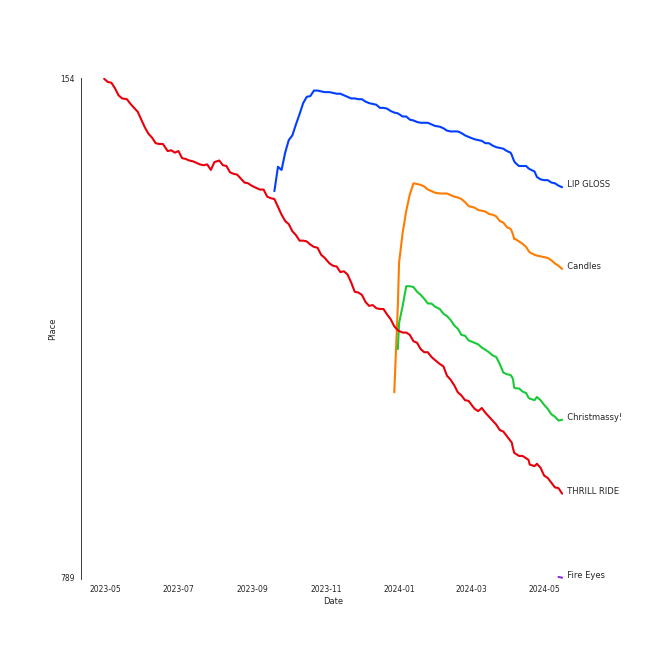 154
LIP GLOSS
Candles
Place
Christmassy!
THRILL RIDE
Fire Eyes
789
2023-05 2023-07 2023-09 2023-11 2024-01 2024-03 2024-05
Date